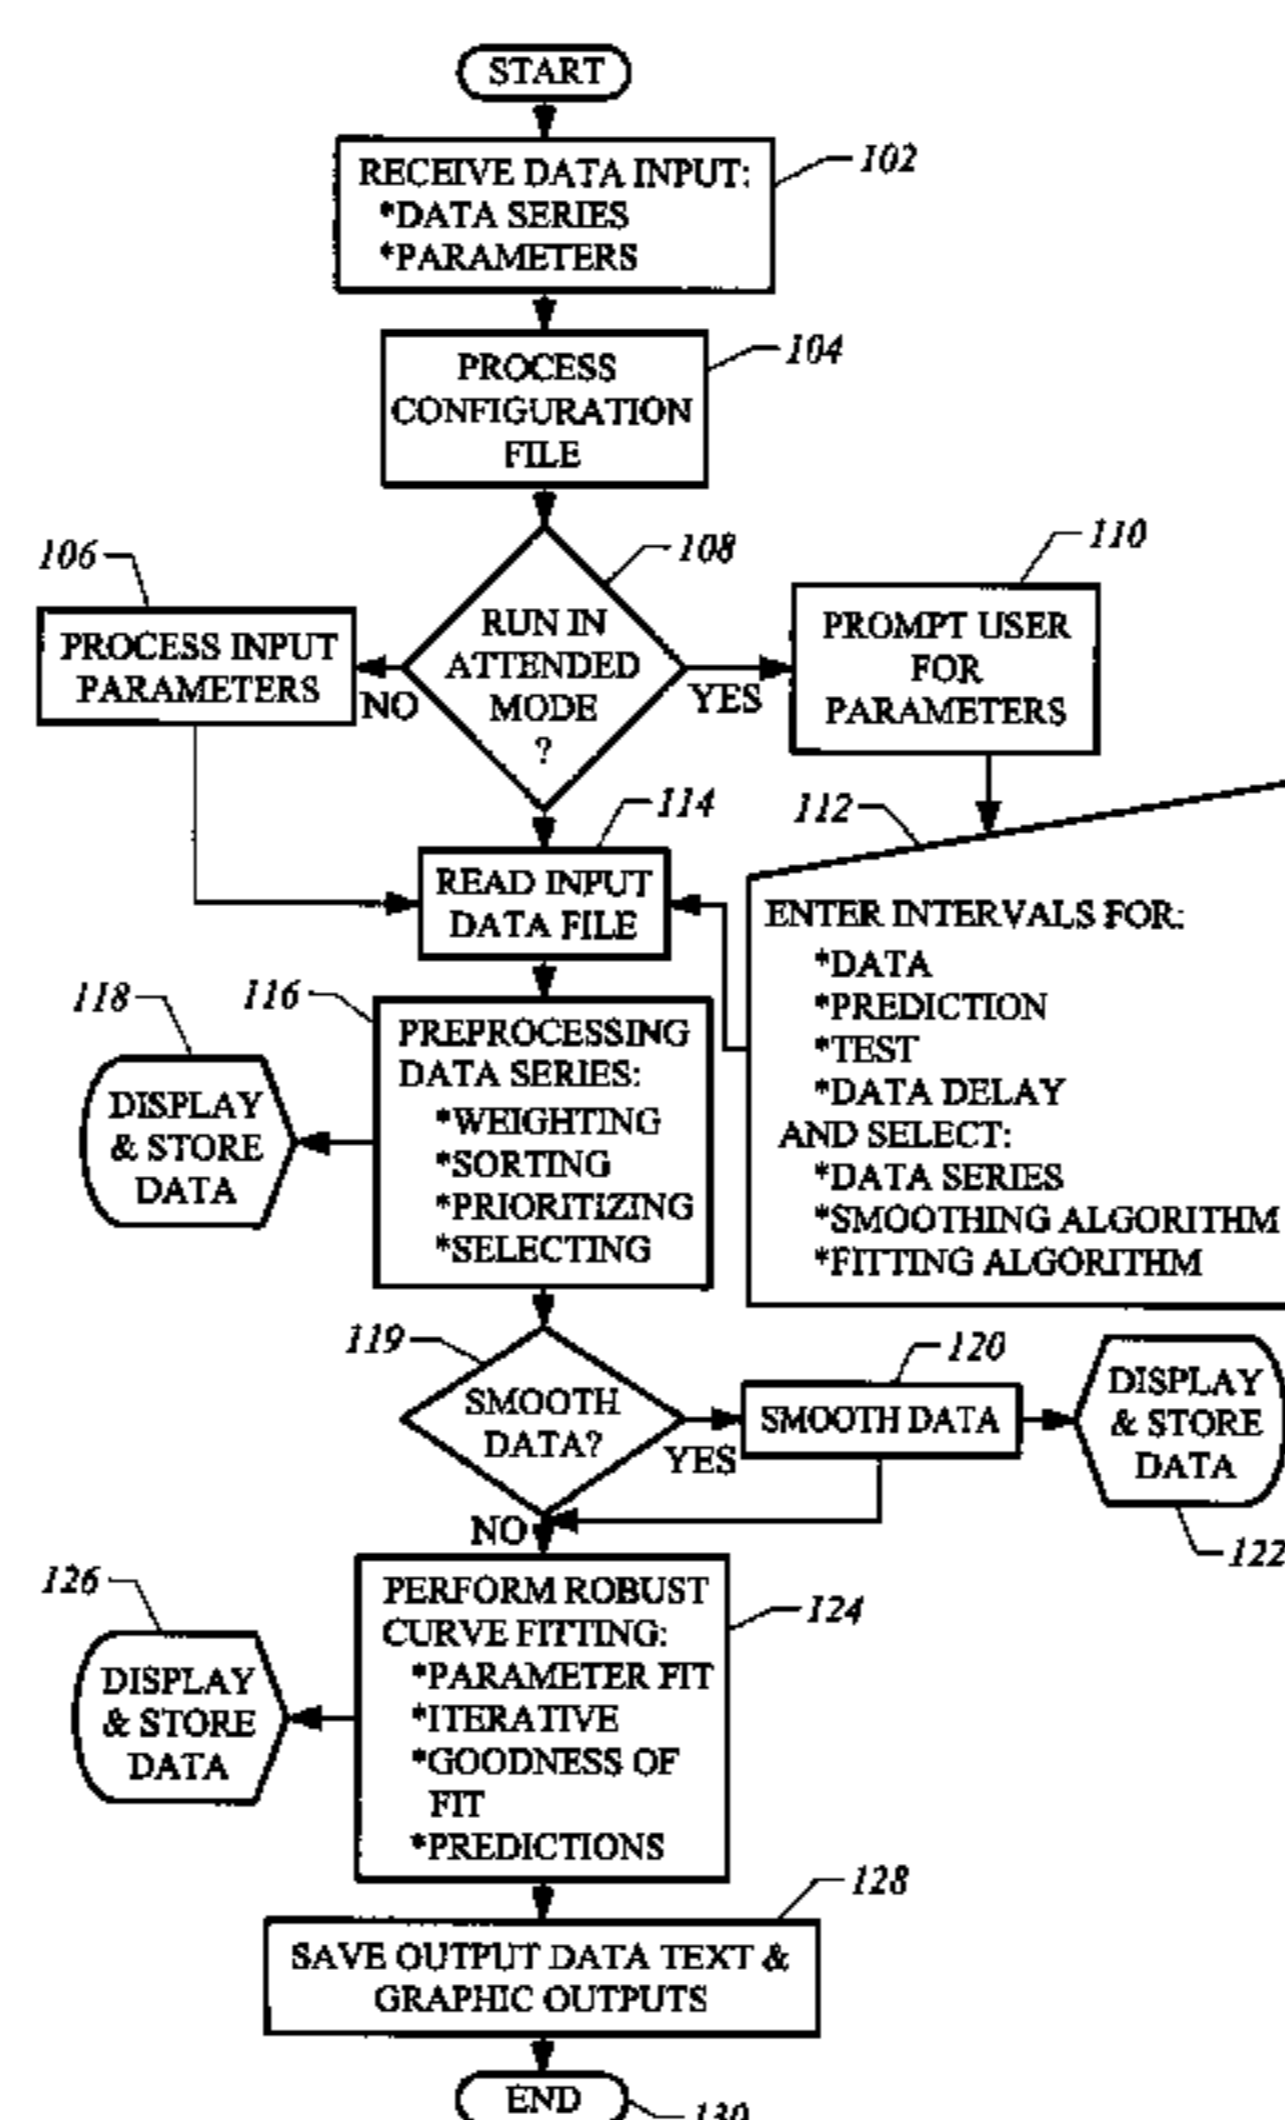 START
102
RECEIVE DATA INPUT:
*DATA SERIES
*PARAMETERS
104
PROCESS
CONFIGURATION
FILE
106
108
110
PROCESS INPUT
PARAMETERS
NO
RUN IN
ATTENDED
MODE
?
YES
PROMPT USER
FOR
PARAMETERS
114
112
READ INPUT
DATA FILE
ENTER INTERVALS FOR:
*DATA
*PREDICTION
*TEST
*DATA DELAY
AND SELECT:
*DATA SERIES
*SMOOTHING ALGORITHM
*FITTING ALGORITHM
118
116
DISPLAY
& STORE
DATA
PREPROCESSING
DATA SERIES:
*WEIGHTING
*SORTING
*PRIORITIZING
*SELECTING
119
120
SMOOTH
DATA?
YES
SMOOTH DATA
DISPLAY
& STORE
DATA
122
NO
126
124
PERFORM ROBUST
CURVE FITTING:
*PARAMETER FIT
*ITERATIVE
*GOODNESS OF
FIT
*PREDICTIONS
DISPLAY
& STORE
DATA
128
SAVE OUTPUT DATA TEXT &
GRAPHIC OUTPUTS
END
130